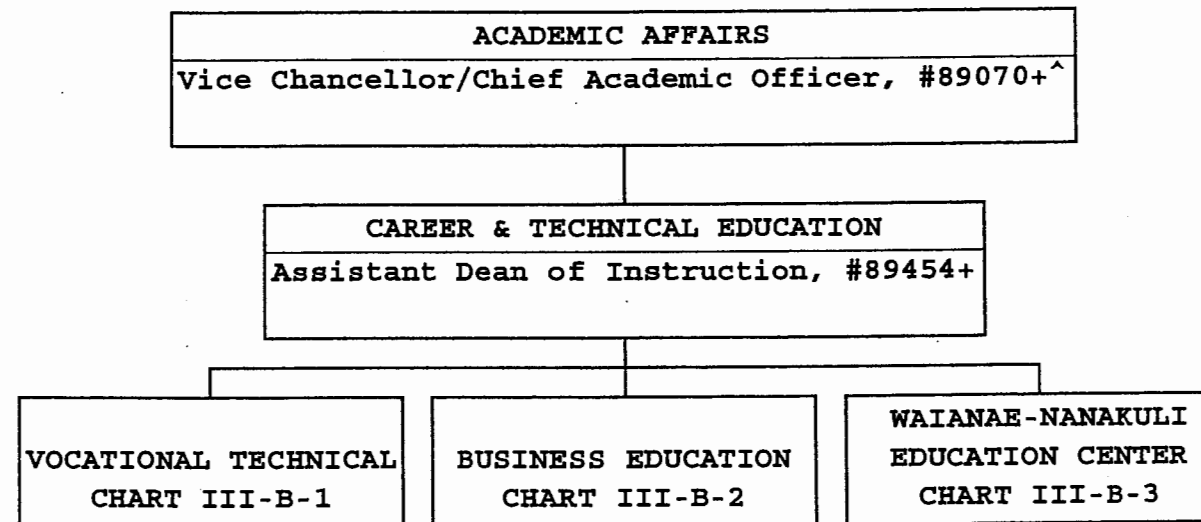 ACADEMIC AFFAIRS
Vice Chancellor/Chief Academic Officer, #89070+^
CAREER & TECHNICAL EDUCATION
Assistant Dean of Instruction, #89454+
VOCATIONAL TECHNICAL
CHART III-B-1
BUSINESS EDUCATION
CHART III-B-2
WAIANAE-NANAKULI
EDUCATION CENTER
CHART III-B-3